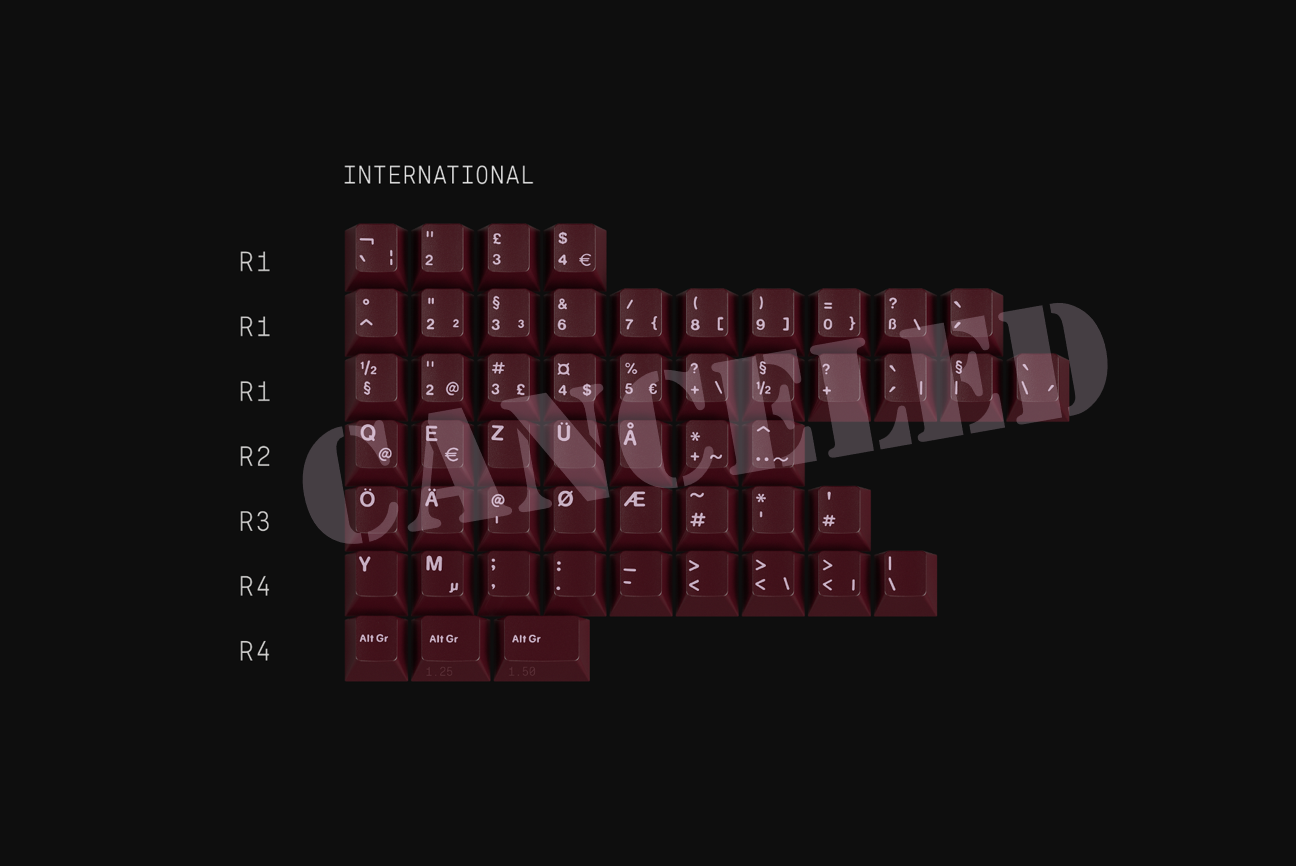 INTERNATIONAL
R1 ¬ ` ¦ " 2 £ 3 $ 4 €
R1 ° ^ " 2 ² § 3 ³ & 6 / 7 { ( 8 [ ) 9 ] = 0 } ? ß \ ` ´
R1 ½ § " 2 @ # 3 £ ¤ 4 $ % 5 € ? + \ § ½ ? + ` ´ | § | ` \ ´
R2 Q @ E € Z Ü Å * + ~ ^ ¨ ~
R3 Ö Ä @ ' Ø Æ ~ # * ' ' #
R4 Y M µ ; , : . _ - > < > < \ > < | | \
R4 Alt Gr Alt Gr 1.25 Alt Gr 1.50
CANCELED